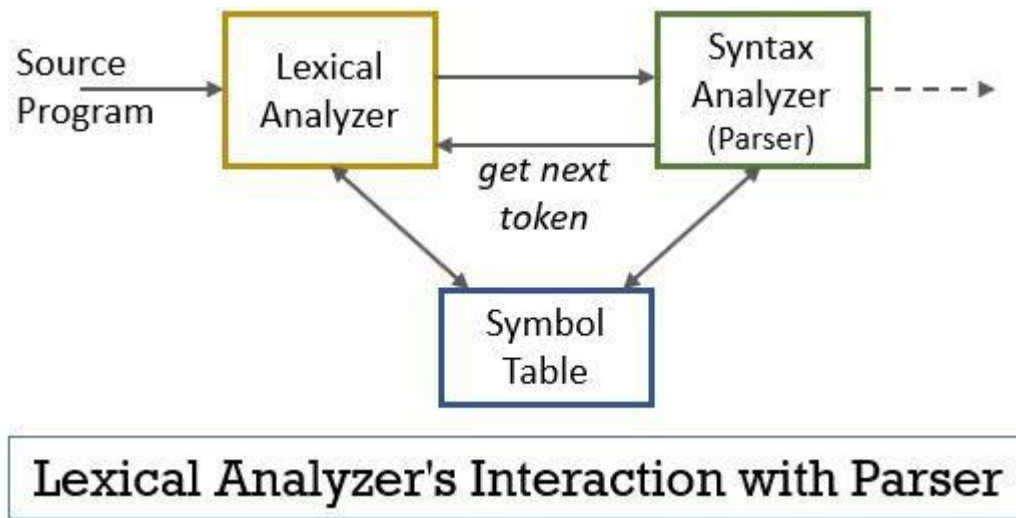 Source
Program
Lexical
Analyzer
Syntax
Analyzer
(Parser)
get next
token
Symbol
Table
Lexical Analyzer's Interaction with Parser